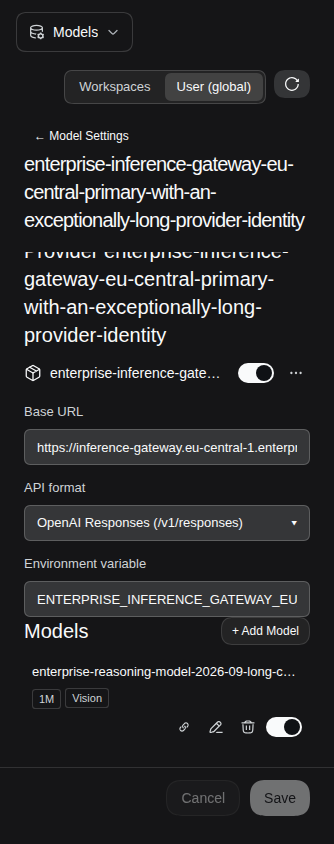 Models
Workspaces
User (global)
← Model Settings
enterprise-inference-gateway-eu-
central-primary-with-an-
exceptionally-long-provider-identity
Provider enterprise-inference-
gateway-eu-central-primary-
with-an-exceptionally-long-
provider-identity
enterprise-inference-gate…
Base URL
https://inference-gateway.eu-central-1.enterpr
API format
OpenAI Responses (/v1/responses)
Environment variable
ENTERPRISE_INFERENCE_GATEWAY_EU
Models
+ Add Model
enterprise-reasoning-model-2026-09-long-c…
1M
Vision
Cancel
Save